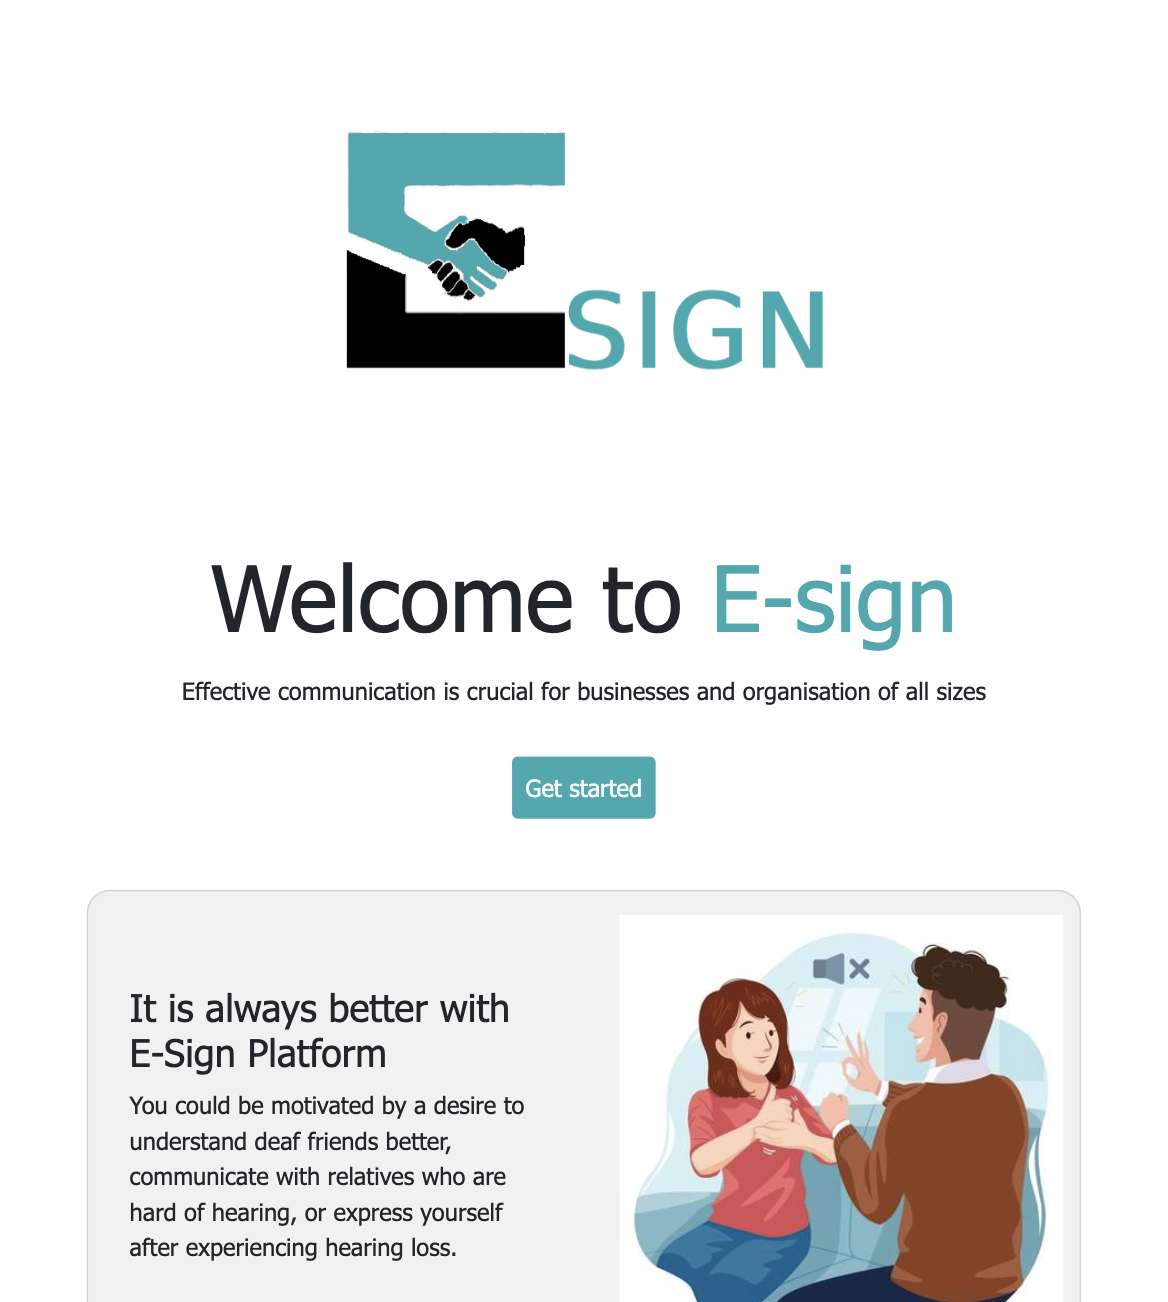 ESIGN
Welcome to E-sign
Effective communication is crucial for businesses and organisation of all sizes
Get started
It is always better with
E-Sign Platform
You could be motivated by a desire to
understand deaf friends better,
communicate with relatives who are
hard of hearing, or express yourself
after experiencing hearing loss.